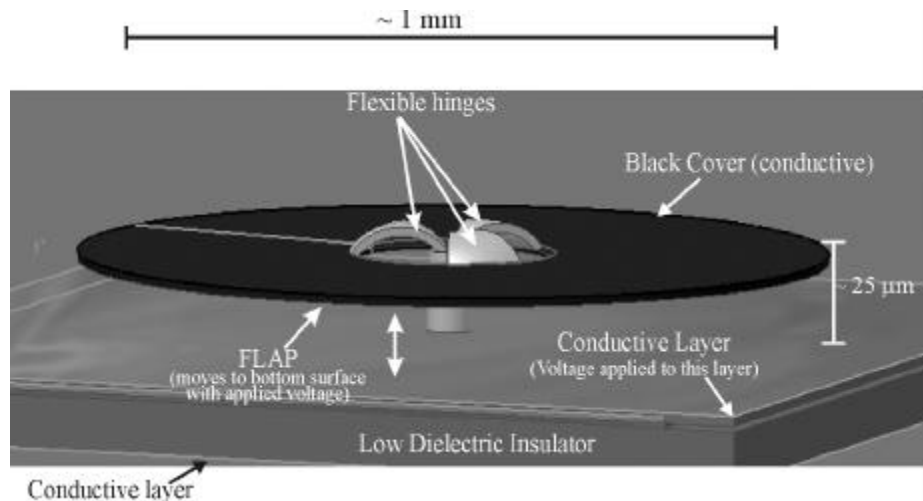 ~ 1 mm
Flexible hinges
Black Cover (conductive)
~ 25 μm
FLAP
(moves to bottom surface
with applied voltage)
Conductive Layer
(Voltage applied to this layer)
Low Dielectric Insulator
Conductive layer